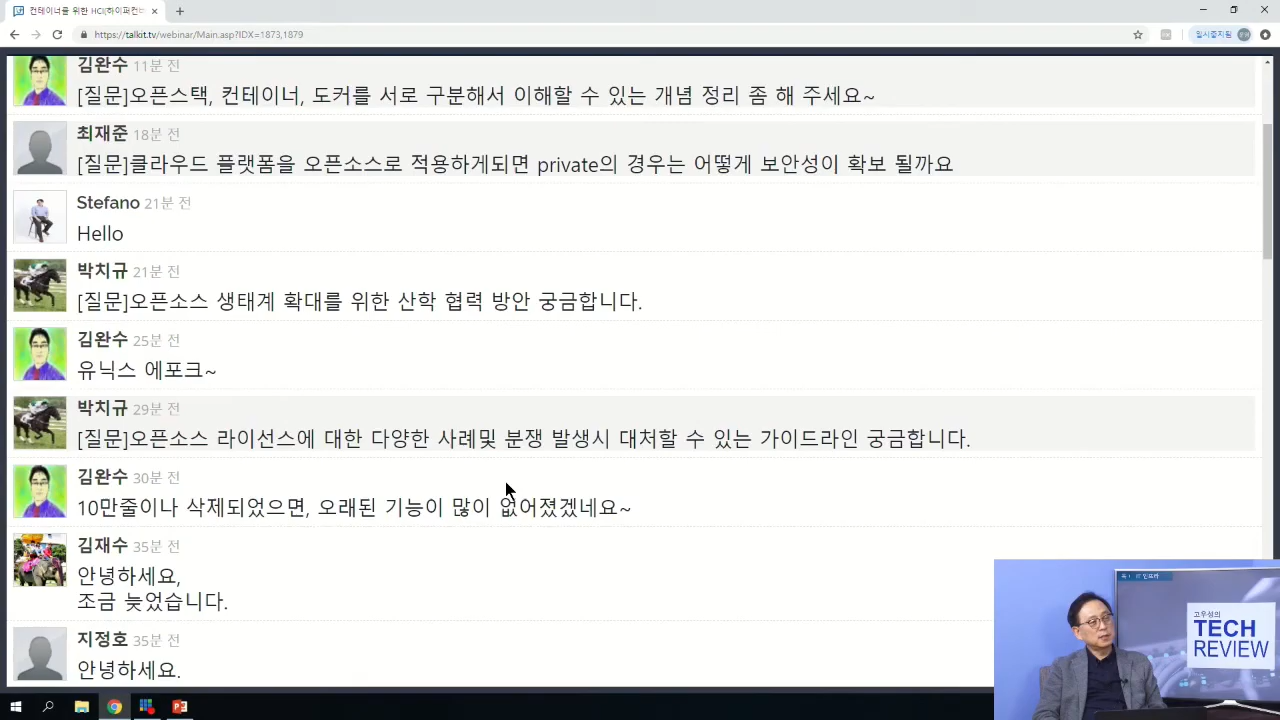 컨테이너를 위한 HCI(하이퍼컨버
https://talkit.tv/webinar/Main.asp?IDX=1873,1879
일시중지됨
김완수 11분 전
[질문]오픈스택, 컨테이너, 도커를 서로 구분해서 이해할 수 있는 개념 정리 좀 해 주세요~
최재준 18분 전
[질문]클라우드 플랫폼을 오픈소스로 적용하게되면 private의 경우는 어떻게 보안성이 확보 될까요
Stefano 21분 전
Hello
박치규 21분 전
[질문]오픈소스 생태계 확대를 위한 산학 협력 방안 궁금합니다.
김완수 25분 전
유닉스 에포크~
박치규 29분 전
[질문]오픈소스 라이선스에 대한 다양한 사례및 분쟁 발생시 대처할 수 있는 가이드라인 궁금합니다.
김완수 30분 전
10만줄이나 삭제되었으면, 오래된 기능이 많이 없어졌겠네요~
김재수 35분 전
안녕하세요,
조금 늦었습니다.
지정호 35분 전
안녕하세요.
IT 인프라
고우성의
TECH
REVIEW